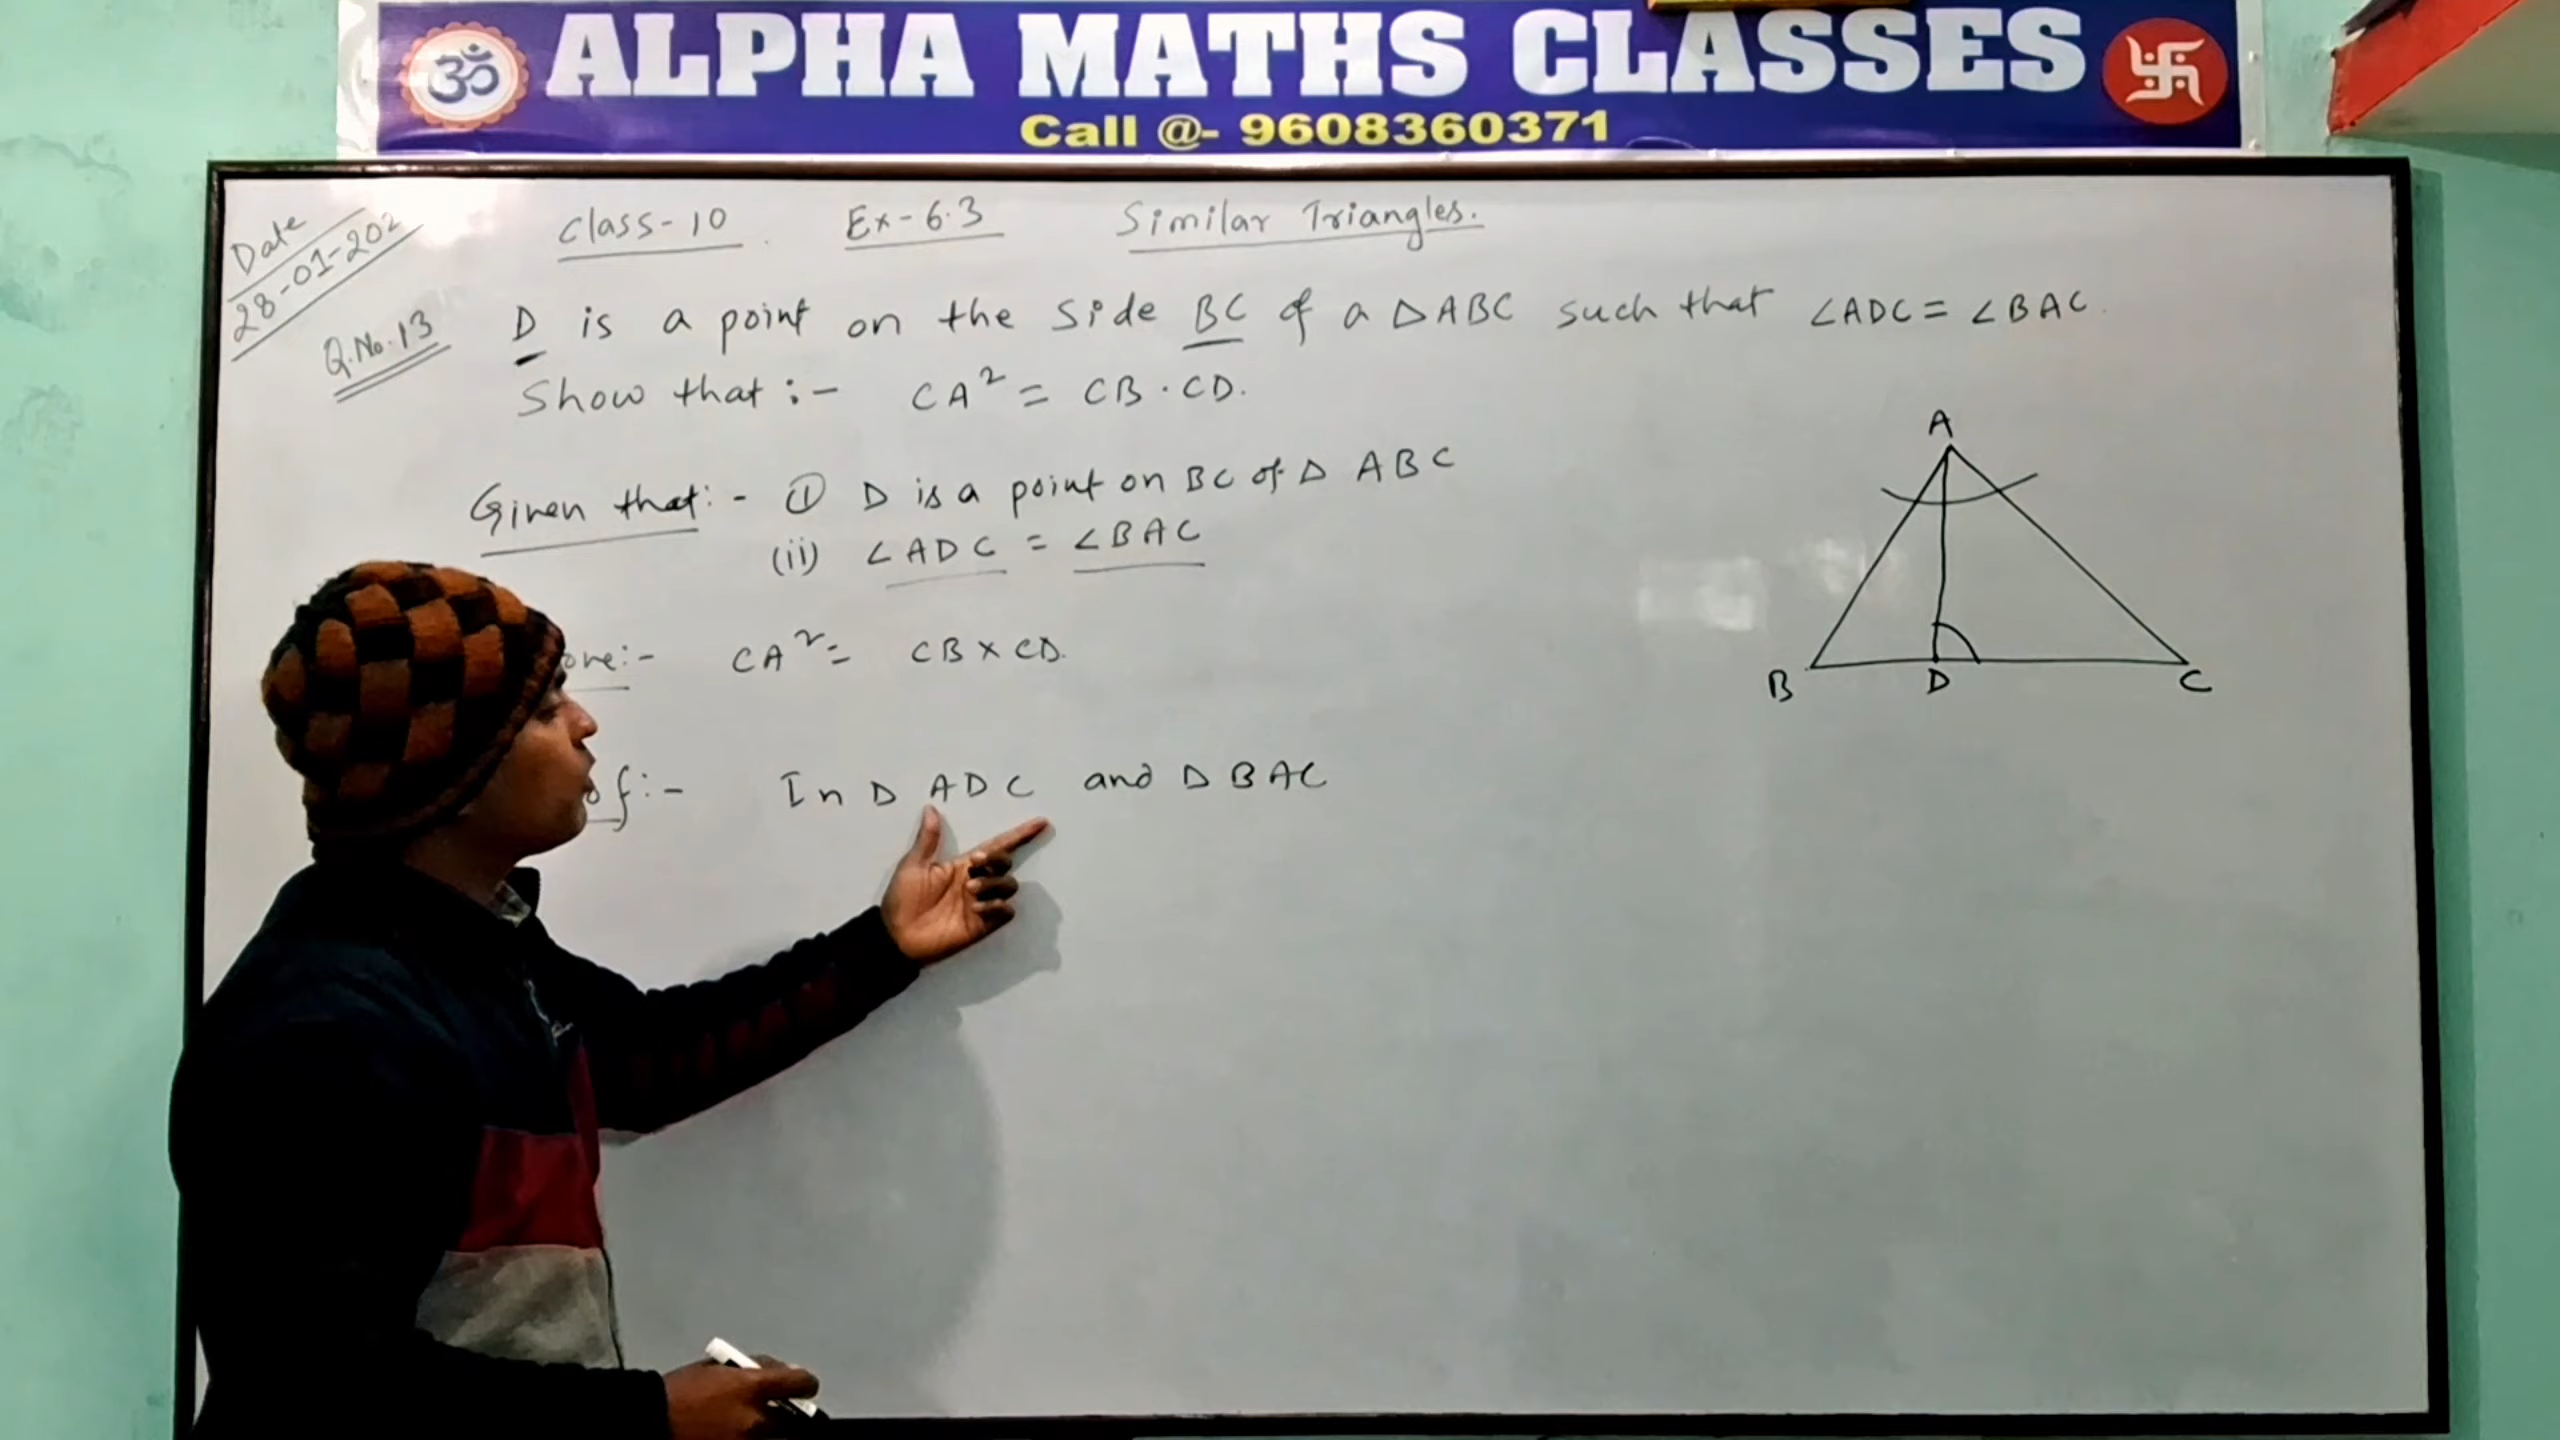 ॐ ALPHA MATHS CLASSES
Call @- 9608360371
Date
28-01-202
Class-10 Ex-6.3 Similar Triangles.
Q.No.13 D is a point on the side BC of a △ABC such that ∠ADC = ∠BAC.
Show that :- CA² = CB . CD.
Given that:- ① D is a point on BC of △ ABC
(ii) ∠ADC = ∠BAC
ove:- CA² = CB × CD.
of:- In △ ADC and △ BAC
A
B D C